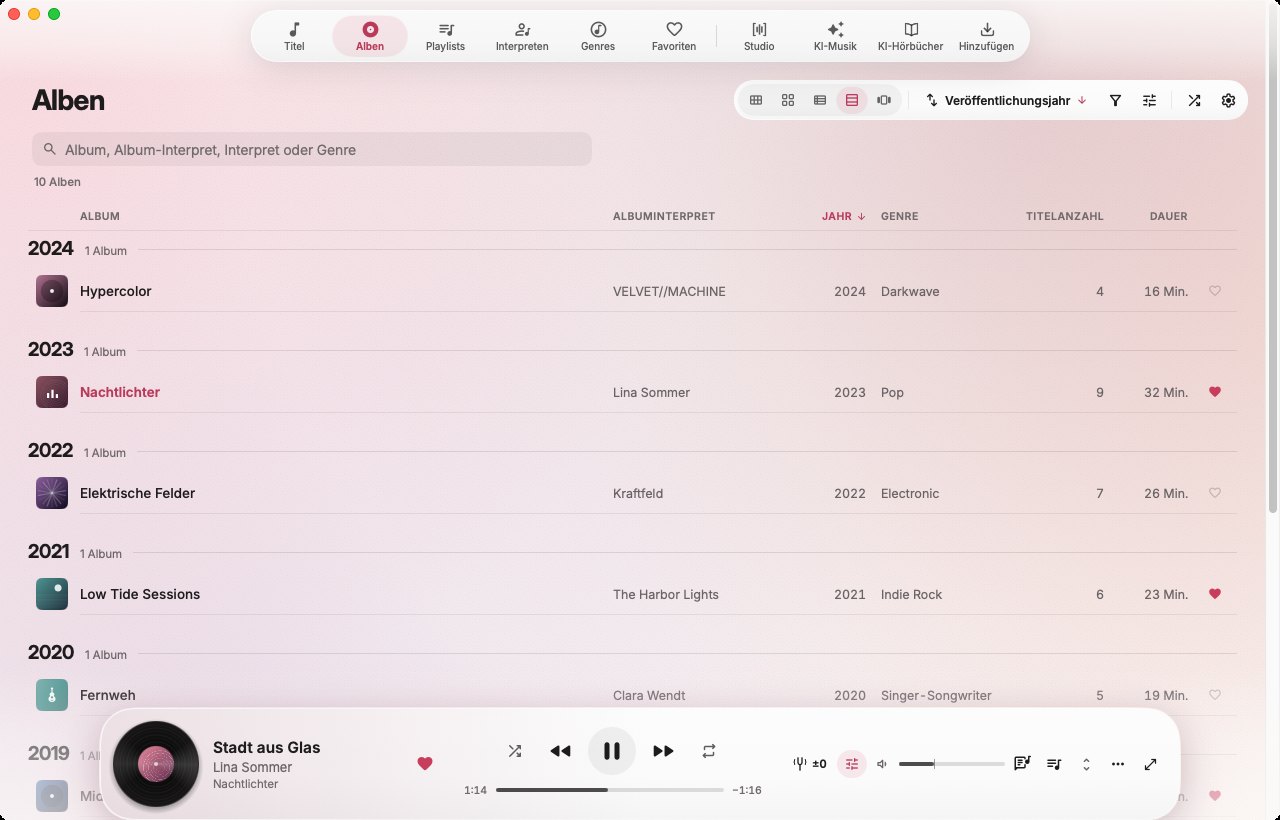 Titel
Alben
Playlists
Interpreten
Genres
Favoriten
Studio
KI-Musik
KI-Hörbücher
Hinzufügen
Alben
Veröffentlichungsjahr
Album, Album-Interpret, Interpret oder Genre
10 Alben
ALBUM ALBUMINTERPRET JAHR GENRE TITELANZAHL DAUER
2024 1 Album
Hypercolor VELVET//MACHINE 2024 Darkwave 4 16 Min.
2023 1 Album
Nachtlichter Lina Sommer 2023 Pop 9 32 Min.
2022 1 Album
Elektrische Felder Kraftfeld 2022 Electronic 7 26 Min.
2021 1 Album
Low Tide Sessions The Harbor Lights 2021 Indie Rock 6 23 Min.
2020 1 Album
Fernweh Clara Wendt 2020 Singer-Songwriter 5 19 Min.
2019
Stadt aus Glas
Lina Sommer
Nachtlichter
1:14 −1:16
±0